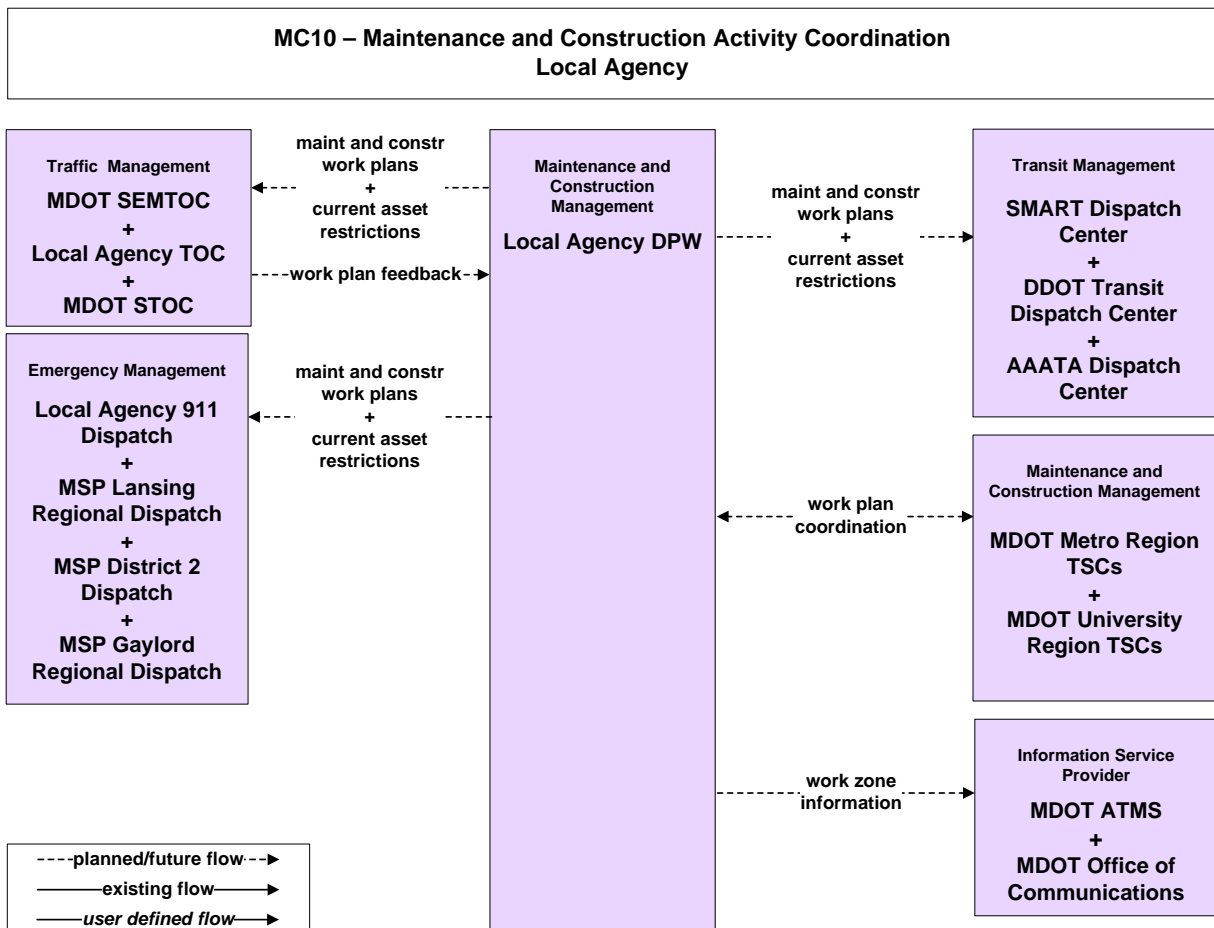 MC10 – Maintenance and Construction Activity Coordination
Local Agency
Traffic Management
MDOT SEMTOC
+
Local Agency TOC
+
MDOT STOC
maint and constr
work plans
+
current asset
restrictions
work plan feedback
Emergency Management
Local Agency 911
Dispatch
+
MSP Lansing
Regional Dispatch
+
MSP District 2
Dispatch
+
MSP Gaylord
Regional Dispatch
maint and constr
work plans
+
current asset
restrictions
Maintenance and
Construction
Management
Local Agency DPW
maint and constr
work plans
+
current asset
restrictions
Transit Management
SMART Dispatch
Center
+
DDOT Transit
Dispatch Center
+
AAATA Dispatch
Center
work plan
coordination
Maintenance and
Construction Management
MDOT Metro Region
TSCs
+
MDOT University
Region TSCs
work zone
information
Information Service
Provider
MDOT ATMS
+
MDOT Office of
Communications
planned/future flow
existing flow
user defined flow